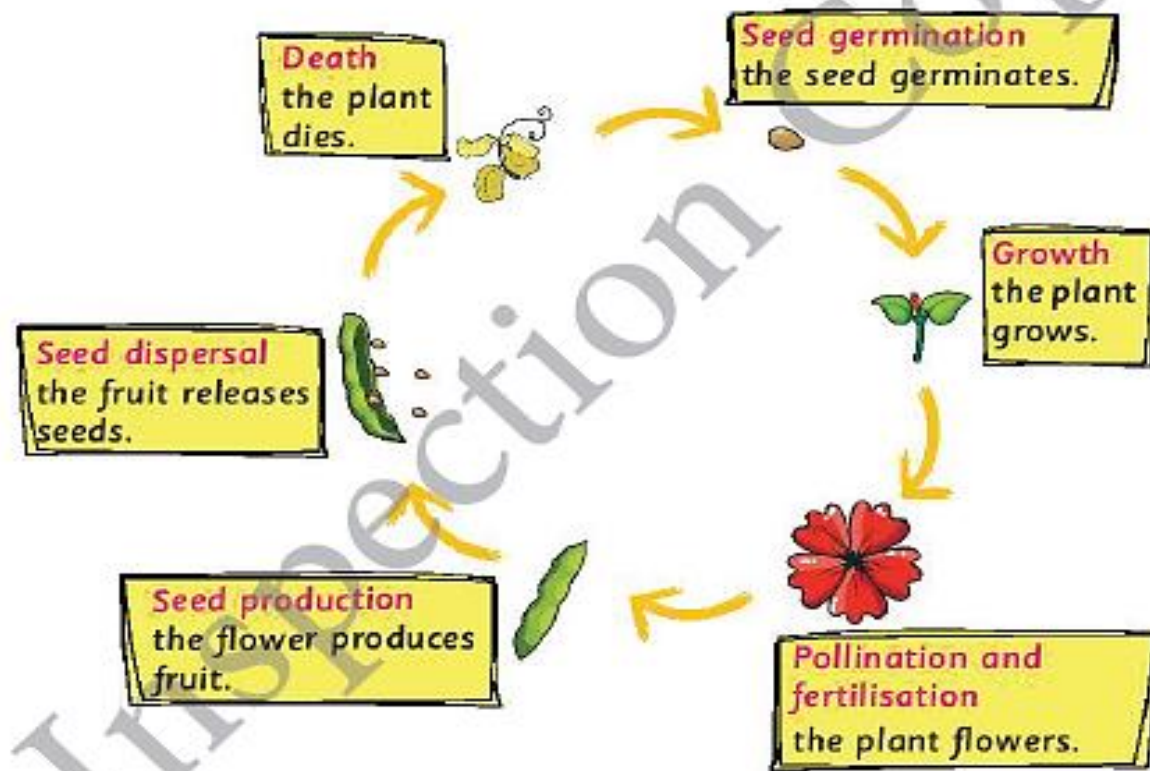 Death
the plant
dies.
Seed germination
the seed germinates.
Growth
the plant
grows.
Pollination and
fertilisation
the plant flowers.
Seed production
the flower produces
fruit.
Seed dispersal
the fruit releases
seeds.
Inspection